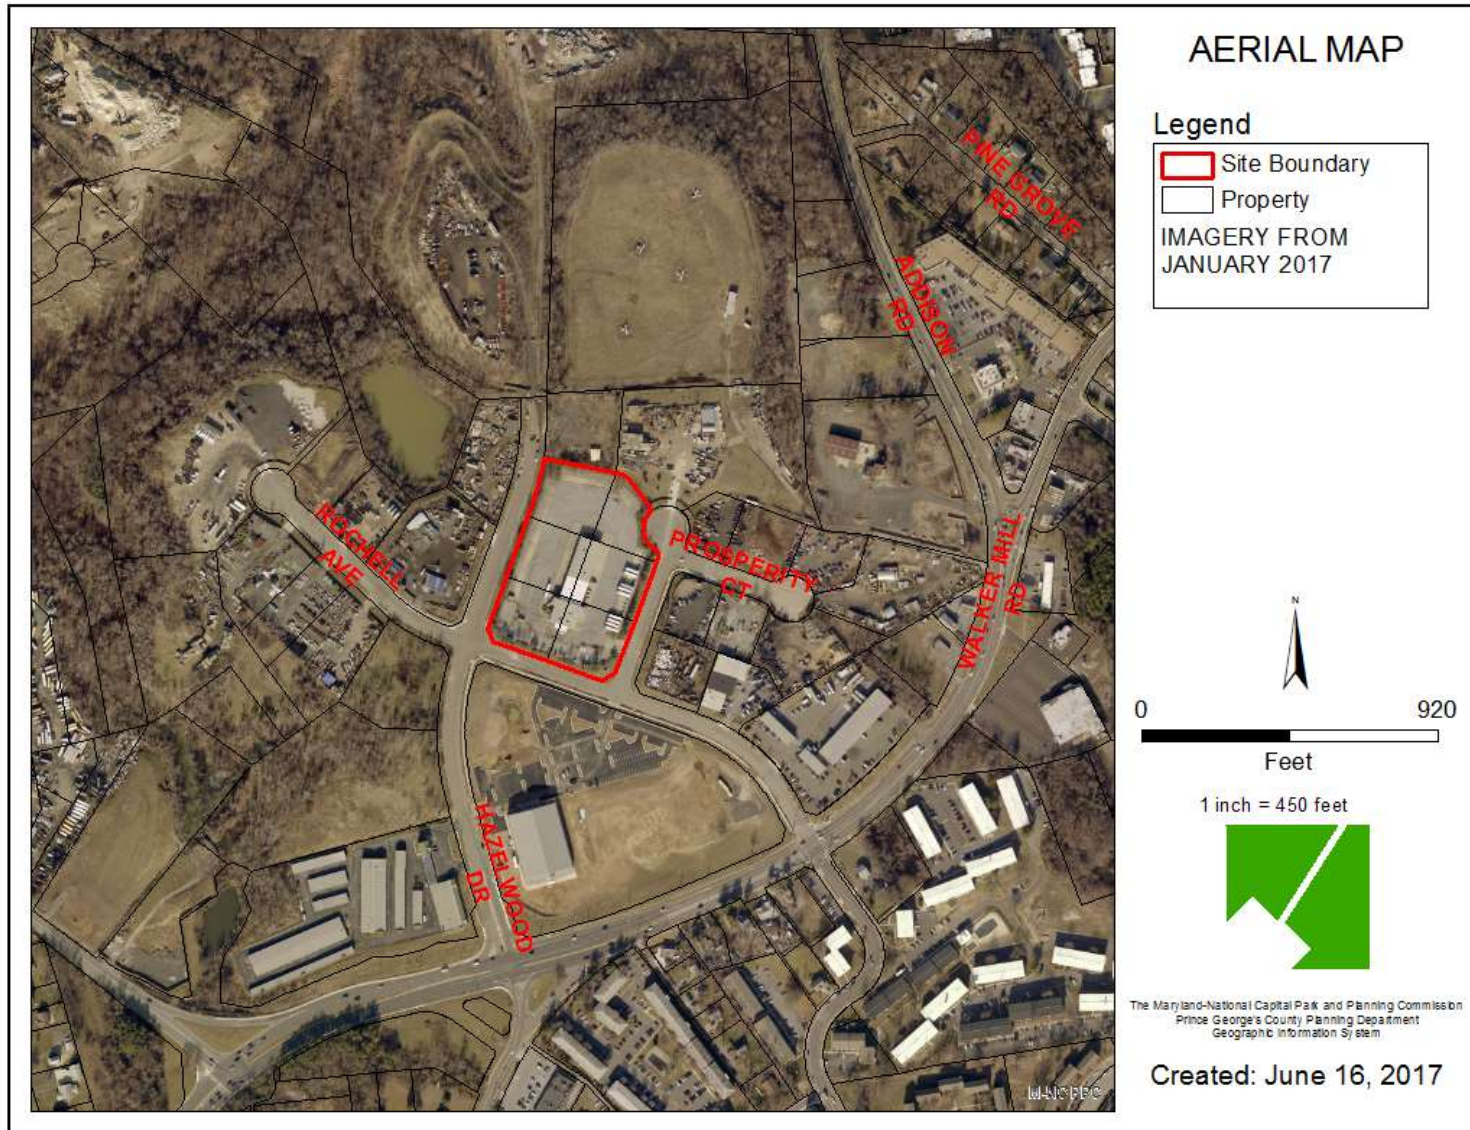 AERIAL MAP
Legend
Site Boundary
Property
IMAGERY FROM
JANUARY 2017
PINE GROVE
RD
ADDISON
RD
ROCHELL
AVE
PROSPERITY
CT
WALKER MILL
RD
HAZELWOOD
DR
N
0 920
Feet
1 inch = 450 feet
The Maryland-National Capital Park and Planning Commission
Prince George's County Planning Department
Geographic Information System
Created: June 16, 2017
M-NCPPC